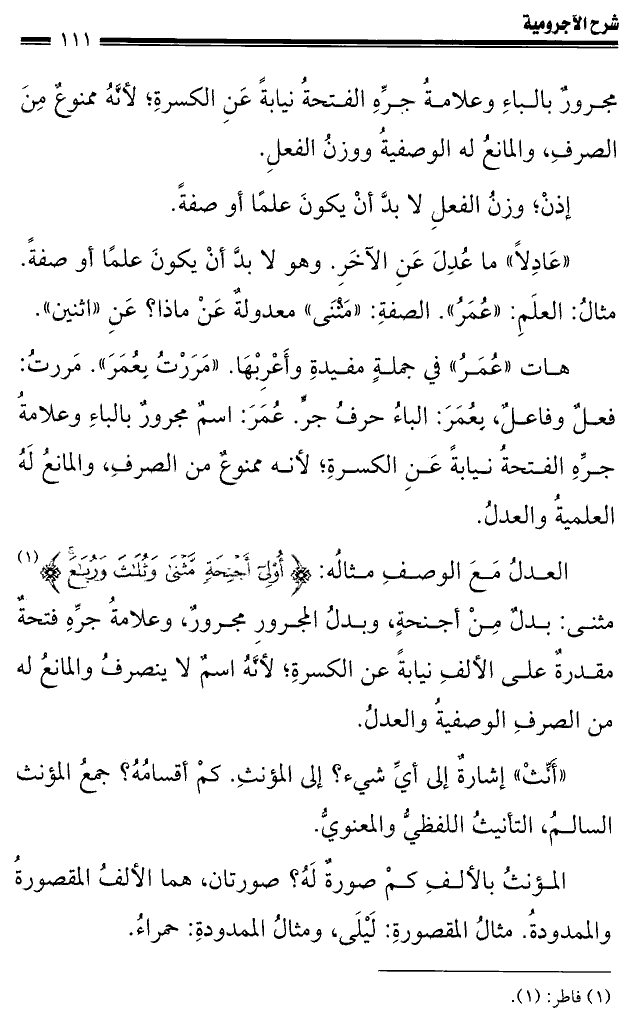 شرح الآجرومية
١١١
مجرورٌ بالباءِ وعلامةُ جرِّهِ الفتحةُ نيابةً عَنِ الكسرةِ؛ لأنَّهُ ممنوعٌ مِنَ
الصرفِ، والمانعُ له الوصفيةُ ووزنُ الفعلِ.
إذنْ؛ وزنُ الفعلِ لا بدَّ أنْ يكونَ علمًا أو صفةً.
«عَادِلاً» ما عُدِلَ عَنِ الآخَرِ. وهو لا بدَّ أنْ يكونَ علمًا أو صفةً.
مثالُ: العلَمِ: «عُمَرُ». الصفةِ: «مَثْنَى» معدولةٌ عَنْ ماذا؟ عَنِ «اثنين».
هات «عُمَرُ» في جملةٍ مفيدةٍ وأَعْرِبْهَا. «مَرَرْتُ بِعُمَرَ». مَررتُ:
فعلٌ وفاعلٌ، بِعُمَرَ: الباءُ حرفُ جرٍّ. عُمَرَ: اسمٌ مجرورٌ بالباءِ وعلامةُ
جرِّهِ الفتحةُ نيابةً عَنِ الكسرةِ؛ لأنه ممنوعٌ من الصرفِ، والمانعُ لَهُ
العلميةُ والعدلُ.
العدلُ مَعَ الوصفِ مثالُه: ﴿ أُوْلِىٓ أَجْنِحَةٍ مَّثْنَىٰ وَثُلَٰثَ وَرُبَٰعَ ﴾(١)
مثنى: بدلٌ مِنْ أجنحةٍ، وبدلُ المجرورِ مجرورٌ، وعلامةُ جرِّهِ فتحةٌ
مقدرةٌ على الألفِ نيابةً عن الكسرةِ؛ لأنَّهُ اسمٌ لا ينصرفُ والمانعُ له
من الصرفِ الوصفيةُ والعدلُ.
«أَنِّثْ» إشارةٌ إلى أيِّ شيء؟ إلى المؤنثِ. كمْ أقسامُهُ؟ جمعُ المؤنث
السالمُ، التأنيثُ اللفظيُّ والمعنويُّ.
المؤنثُ بالألفِ كمْ صورةٌ لَهُ؟ صورتان، هما الألفُ المقصورةُ
والممدودةُ. مثالُ المقصورةِ: لَيْلَى، ومثالُ الممدودةِ: حمراءُ.
(١) فاطر: (١).